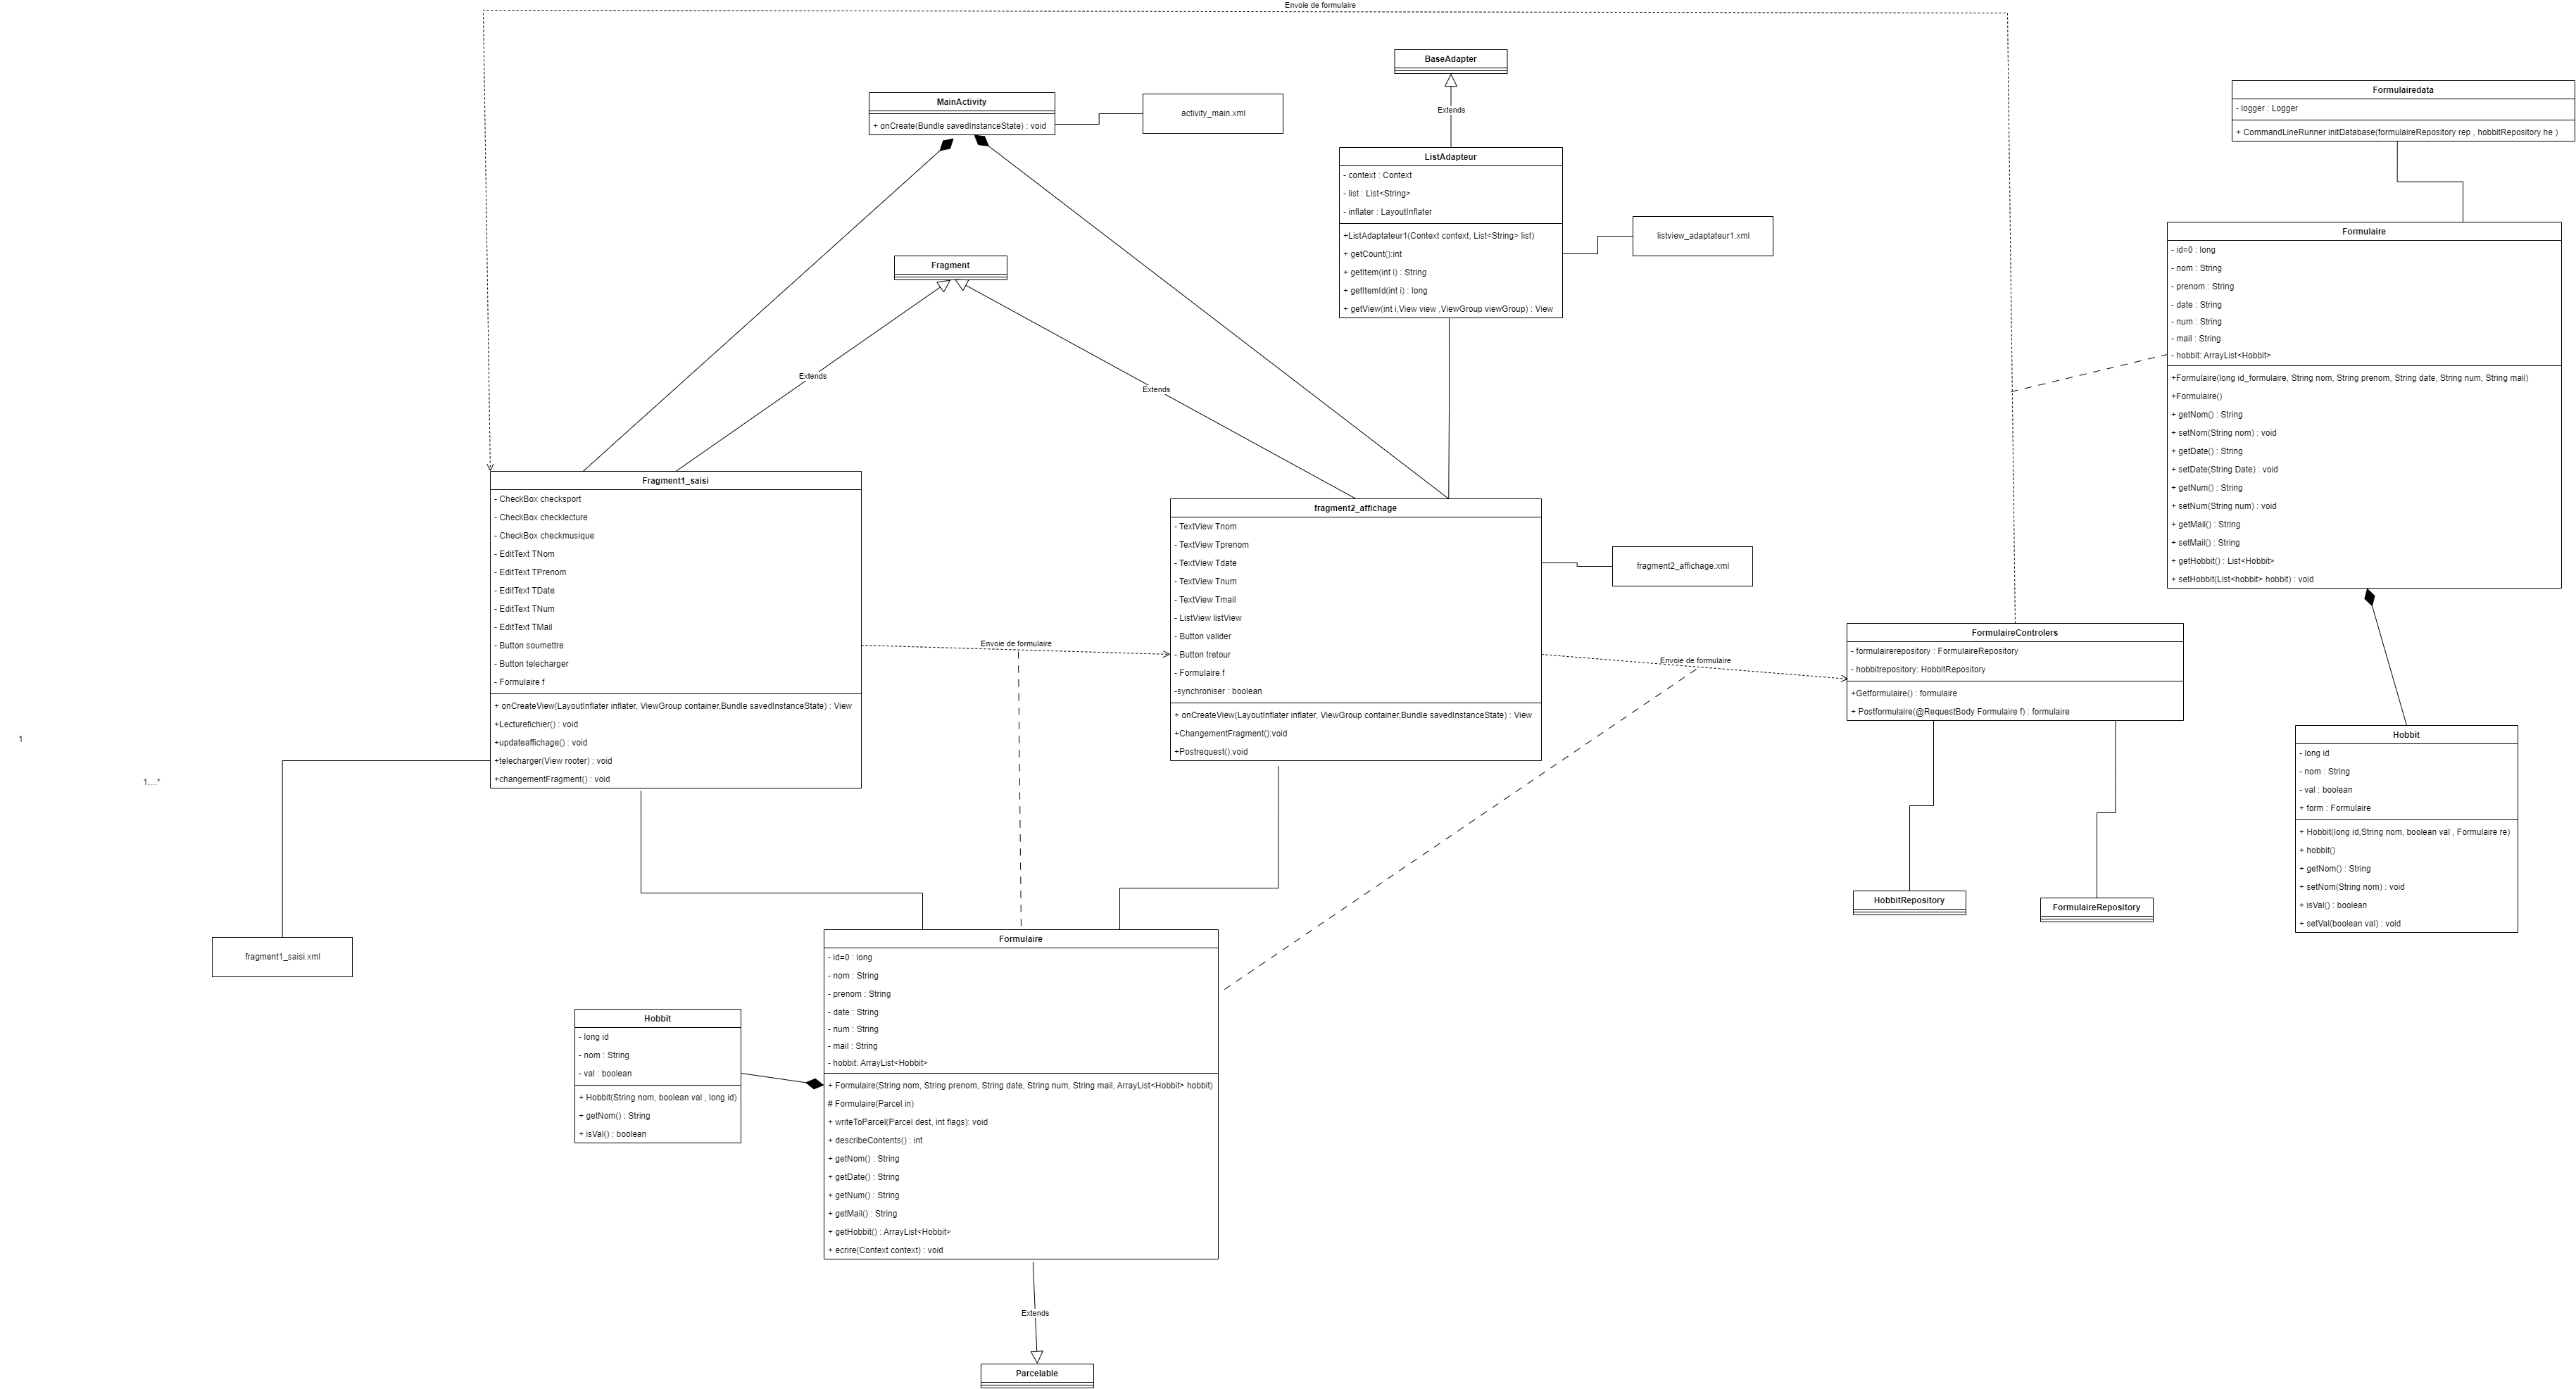 Envoie de formulaire
BaseAdapter
Extends
MainActivity
+ onCreate(Bundle savedInstanceState) : void
activity_main.xml
ListAdapteur
- context : Context
- list : List<String>
- inflater : LayoutInflater
+ListAdaptateur1(Context context, List<String> list)
+ getCount():int
+ getItem(int i) : String
+ getItemId(int i) : long
+ getView(int i,View view ,ViewGroup viewGroup) : View
listview_adaptateur1.xml
Fragment
Extends
Extends
Formulairedata
- logger : Logger
+ CommandLineRunner initDatabase(formulaireRepository rep , hobbitRepository he )
Formulaire
- id=0 : long
- nom : String
- prenom : String
- date : String
- num : String
- mail : String
- hobbit: ArrayList<Hobbit>
+Formulaire(long id_formulaire, String nom, String prenom, String date, String num, String mail)
+Formulaire()
+ getNom() : String
+ setNom(String nom) : void
+ getDate() : String
+ setDate(String Date) : void
+ getNum() : String
+ setNum(String num) : void
+ getMail() : String
+ setMail() : String
+ getHobbit() : List<Hobbit>
+ setHobbit(List<hobbit> hobbit) : void
Fragment1_saisi
- CheckBox checksport
- CheckBox checklecture
- CheckBox checkmusique
- EditText TNom
- EditText TPrenom
- EditText TDate
- EditText TNum
- EditText TMail
- Button soumettre
- Button telecharger
- Formulaire f
+ onCreateView(LayoutInflater inflater, ViewGroup container,Bundle savedInstanceState) : View
+Lecturefichier() : void
+updateaffichage() : void
+telecharger(View rooter) : void
+changementFragment() : void
Envoie de formulaire
fragment2_affichage
- TextView Tnom
- TextView Tprenom
- TextView Tdate
- TextView Tnum
- TextView Tmail
- ListView listView
- Button valider
- Button tretour
- Formulaire f
-synchroniser : boolean
+ onCreateView(LayoutInflater inflater, ViewGroup container,Bundle savedInstanceState) : View
+ChangementFragment():void
+Postrequest():void
fragment2_affichage.xml
Envoie de formulaire
FormulaireControlers
- formulairerepository : FormulaireRepository
- hobbitrepository: HobbitRepository
+Getformulaire() : formulaire
+ Postformulaire(@RequestBody Formulaire f) : formulaire
Hobbit
- long id
- nom : String
- val : boolean
+ form : Formulaire
+ Hobbit(long id,String nom, boolean val , Formulaire re)
+ hobbit()
+ getNom() : String
+ setNom(String nom) : void
+ isVal() : boolean
+ setVal(boolean val) : void
1
1....*
HobbitRepository
FormulaireRepository
fragment1_saisi.xml
Formulaire
- id=0 : long
- nom : String
- prenom : String
- date : String
- num : String
- mail : String
- hobbit: ArrayList<Hobbit>
+ Formulaire(String nom, String prenom, String date, String num, String mail, ArrayList<Hobbit> hobbit)
# Formulaire(Parcel in)
+ writeToParcel(Parcel dest, int flags): void
+ describeContents() : int
+ getNom() : String
+ getDate() : String
+ getNum() : String
+ getMail() : String
+ getHobbit() : ArrayList<Hobbit>
+ ecrire(Context context) : void
Hobbit
- long id
- nom : String
- val : boolean
+ Hobbit(String nom, boolean val , long id)
+ getNom() : String
+ isVal() : boolean
Extends
Parcelable